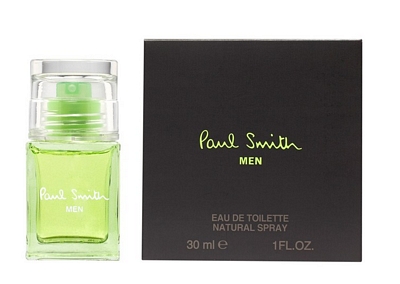 Paul Smith
MEN
Paul Smith
MEN
EAU DE TOILETTE
NATURAL SPRAY
30 ml ℮ 1FL.OZ.